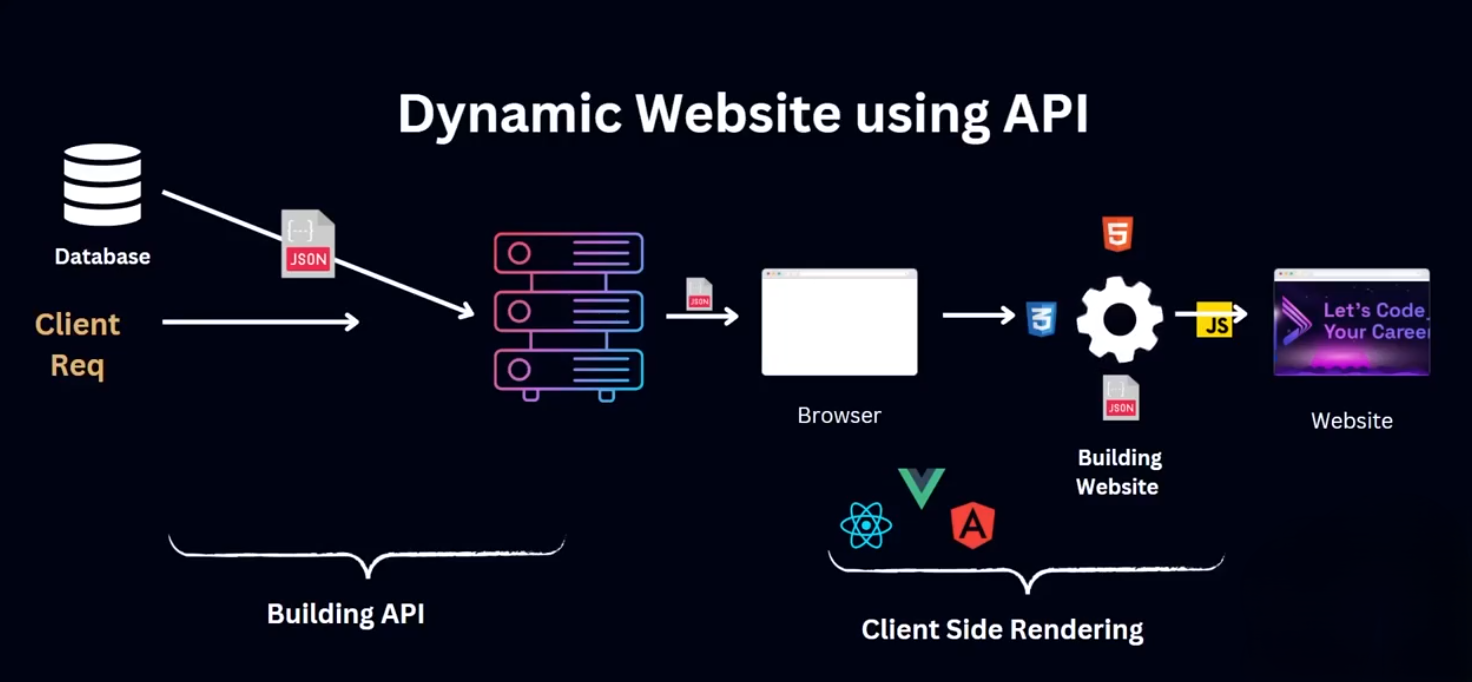 Dynamic Website using API
Database
{...}
JSON
Client
Req
JSON
Browser
5
3
JS
JSON
Building
Website
Let's Code
Your Career
Website
A
Building API
Client Side Rendering